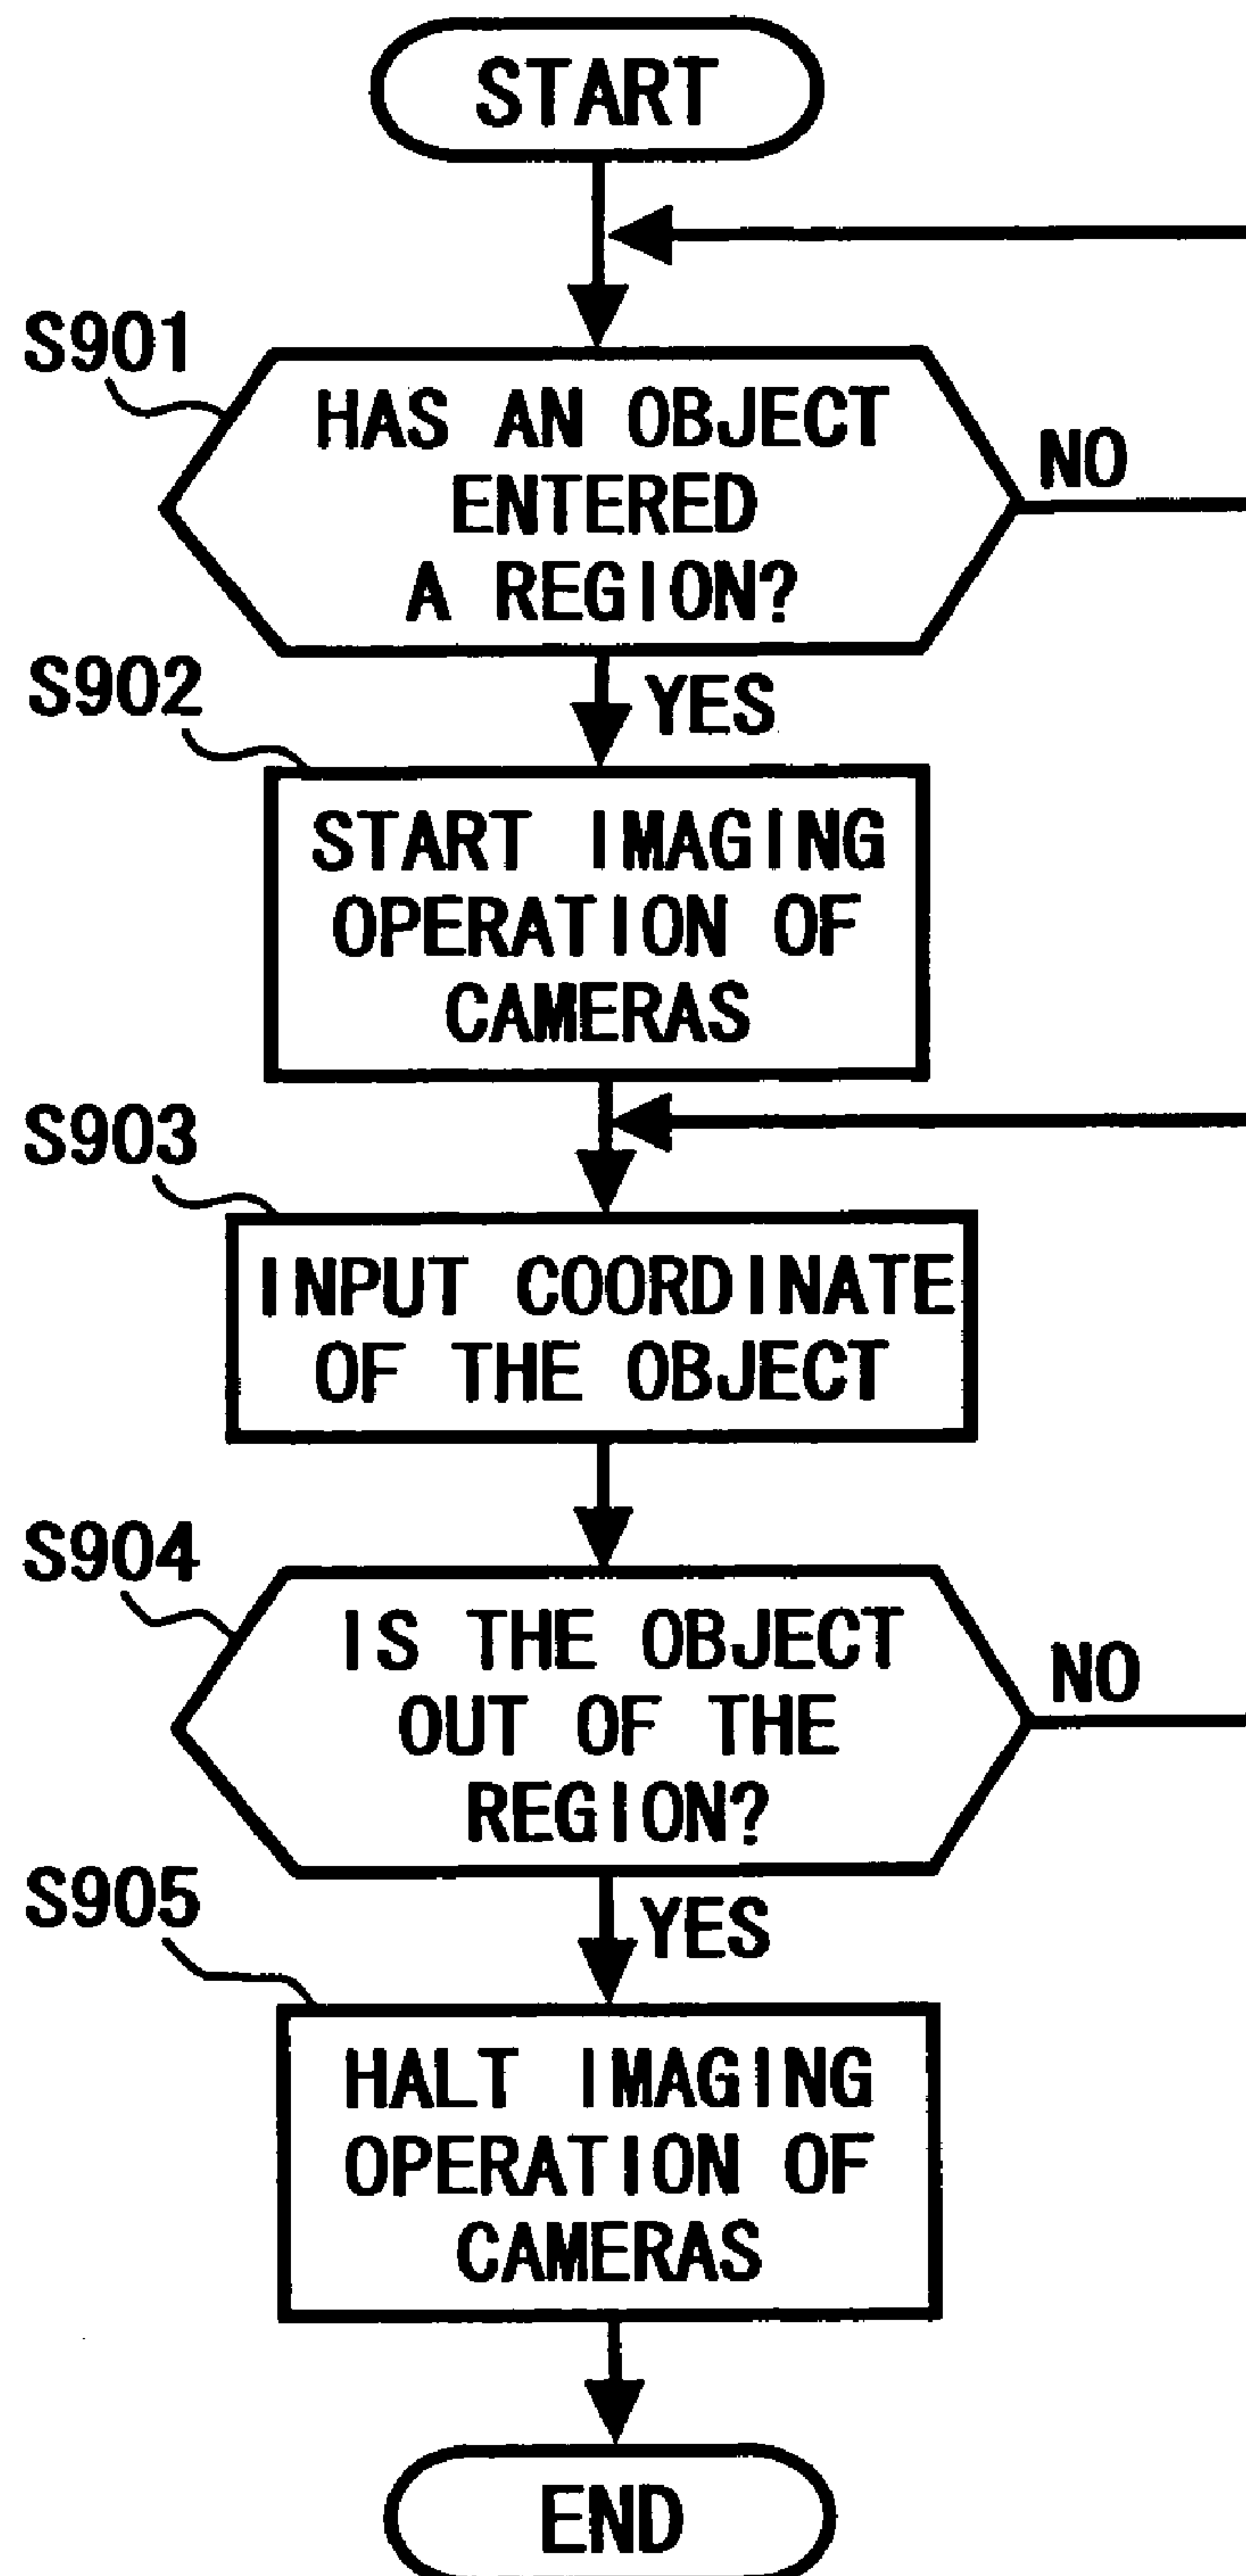 START
S901
HAS AN OBJECT
ENTERED
A REGION?
NO
YES
S902
START IMAGING
OPERATION OF
CAMERAS
S903
INPUT COORDINATE
OF THE OBJECT
S904
IS THE OBJECT
OUT OF THE
REGION?
NO
YES
S905
HALT IMAGING
OPERATION OF
CAMERAS
END